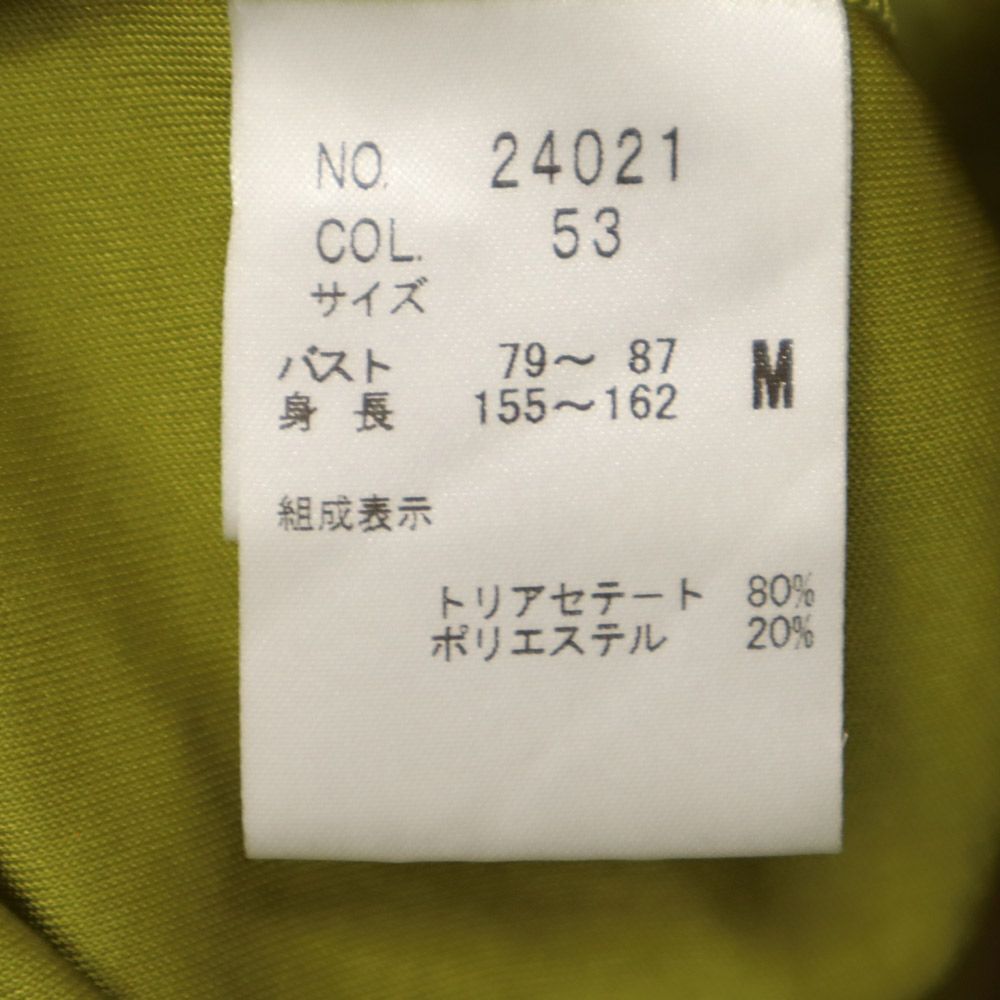 NO. 24021
COL. 53
サイズ
バスト 79～ 87 M
身 長 155～162
組成表示
トリアセテート 80%
ポリエステル 20%